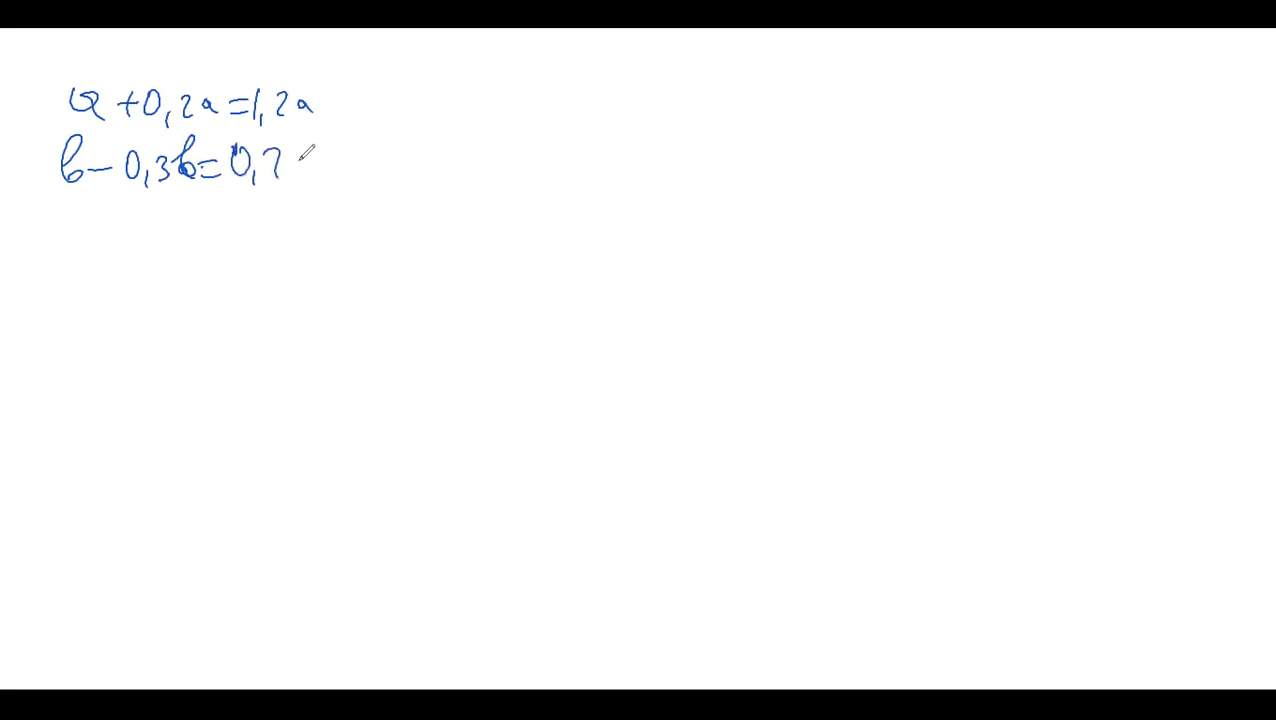 a + 0,2a = 1,2a
b - 0,3b = 0,7